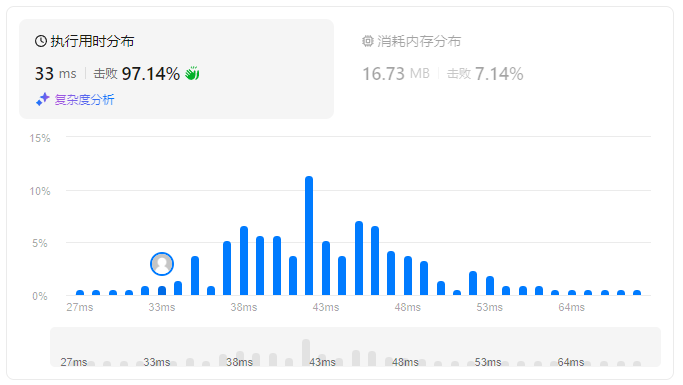 执行用时分布
33 ms 击败 97.14%
复杂度分析
消耗内存分布
16.73 MB 击败 7.14%
15%
10%
5%
0%
27ms 33ms 38ms 43ms 48ms 53ms 64ms
27ms 33ms 38ms 43ms 48ms 53ms 64ms